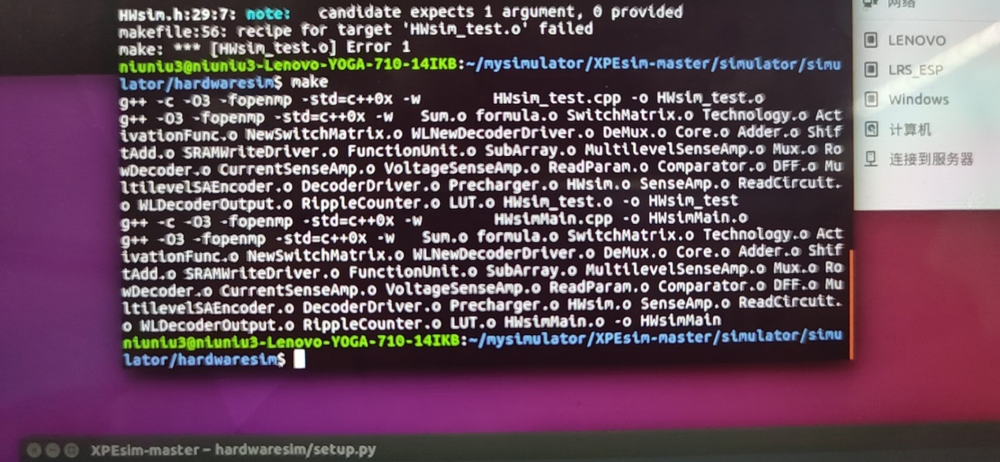 HWsim.h:29:7: note:   candidate expects 1 argument, 0 provided
makefile:56: recipe for target 'HWsim_test.o' failed
make: *** [HWsim_test.o] Error 1
niuniu3@niuniu3-Lenovo-YOGA-710-14IKB:~/mysimulator/XPEsim-master/simulator/simu
lator/hardwaresim$ make
g++ -c -O3 -fopenmp -std=c++0x -w        HWsim_test.cpp -o HWsim_test.o
g++ -O3 -fopenmp -std=c++0x -w   Sum.o formula.o SwitchMatrix.o Technology.o Act
ivationFunc.o NewSwitchMatrix.o WLNewDecoderDriver.o DeMux.o Core.o Adder.o Shif
tAdd.o SRAMWriteDriver.o FunctionUnit.o SubArray.o MultilevelSenseAmp.o Mux.o Ro
wDecoder.o CurrentSenseAmp.o VoltageSenseAmp.o ReadParam.o Comparator.o DFF.o Mu
ltilevelSAEncoder.o DecoderDriver.o Precharger.o HWsim.o SenseAmp.o ReadCircuit.
o WLDecoderOutput.o RippleCounter.o LUT.o HWsim_test.o -o HWsim_test
g++ -c -O3 -fopenmp -std=c++0x -w        HWsimMain.cpp -o HWsimMain.o
g++ -O3 -fopenmp -std=c++0x -w   Sum.o formula.o SwitchMatrix.o Technology.o Act
ivationFunc.o NewSwitchMatrix.o WLNewDecoderDriver.o DeMux.o Core.o Adder.o Shif
tAdd.o SRAMWriteDriver.o FunctionUnit.o SubArray.o MultilevelSenseAmp.o Mux.o Ro
wDecoder.o CurrentSenseAmp.o VoltageSenseAmp.o ReadParam.o Comparator.o DFF.o Mu
ltilevelSAEncoder.o DecoderDriver.o Precharger.o HWsim.o SenseAmp.o ReadCircuit.
o WLDecoderOutput.o RippleCounter.o LUT.o HWsimMain.o -o HWsimMain
niuniu3@niuniu3-Lenovo-YOGA-710-14IKB:~/mysimulator/XPEsim-master/simulator/simu
lator/hardwaresim$
网络
LENOVO
LRS_ESP
Windows
计算机
连接到服务器
XPEsim-master – hardwaresim/setup.py